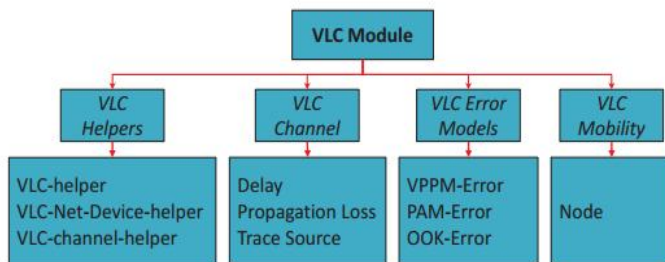 VLC Module
VLC
Helpers
VLC
Channel
VLC Error
Models
VLC
Mobility
VLC-helper
VLC-Net-Device-helper
VLC-channel-helper
Delay
Propagation Loss
Trace Source
VPPM-Error
PAM-Error
OOK-Error
Node